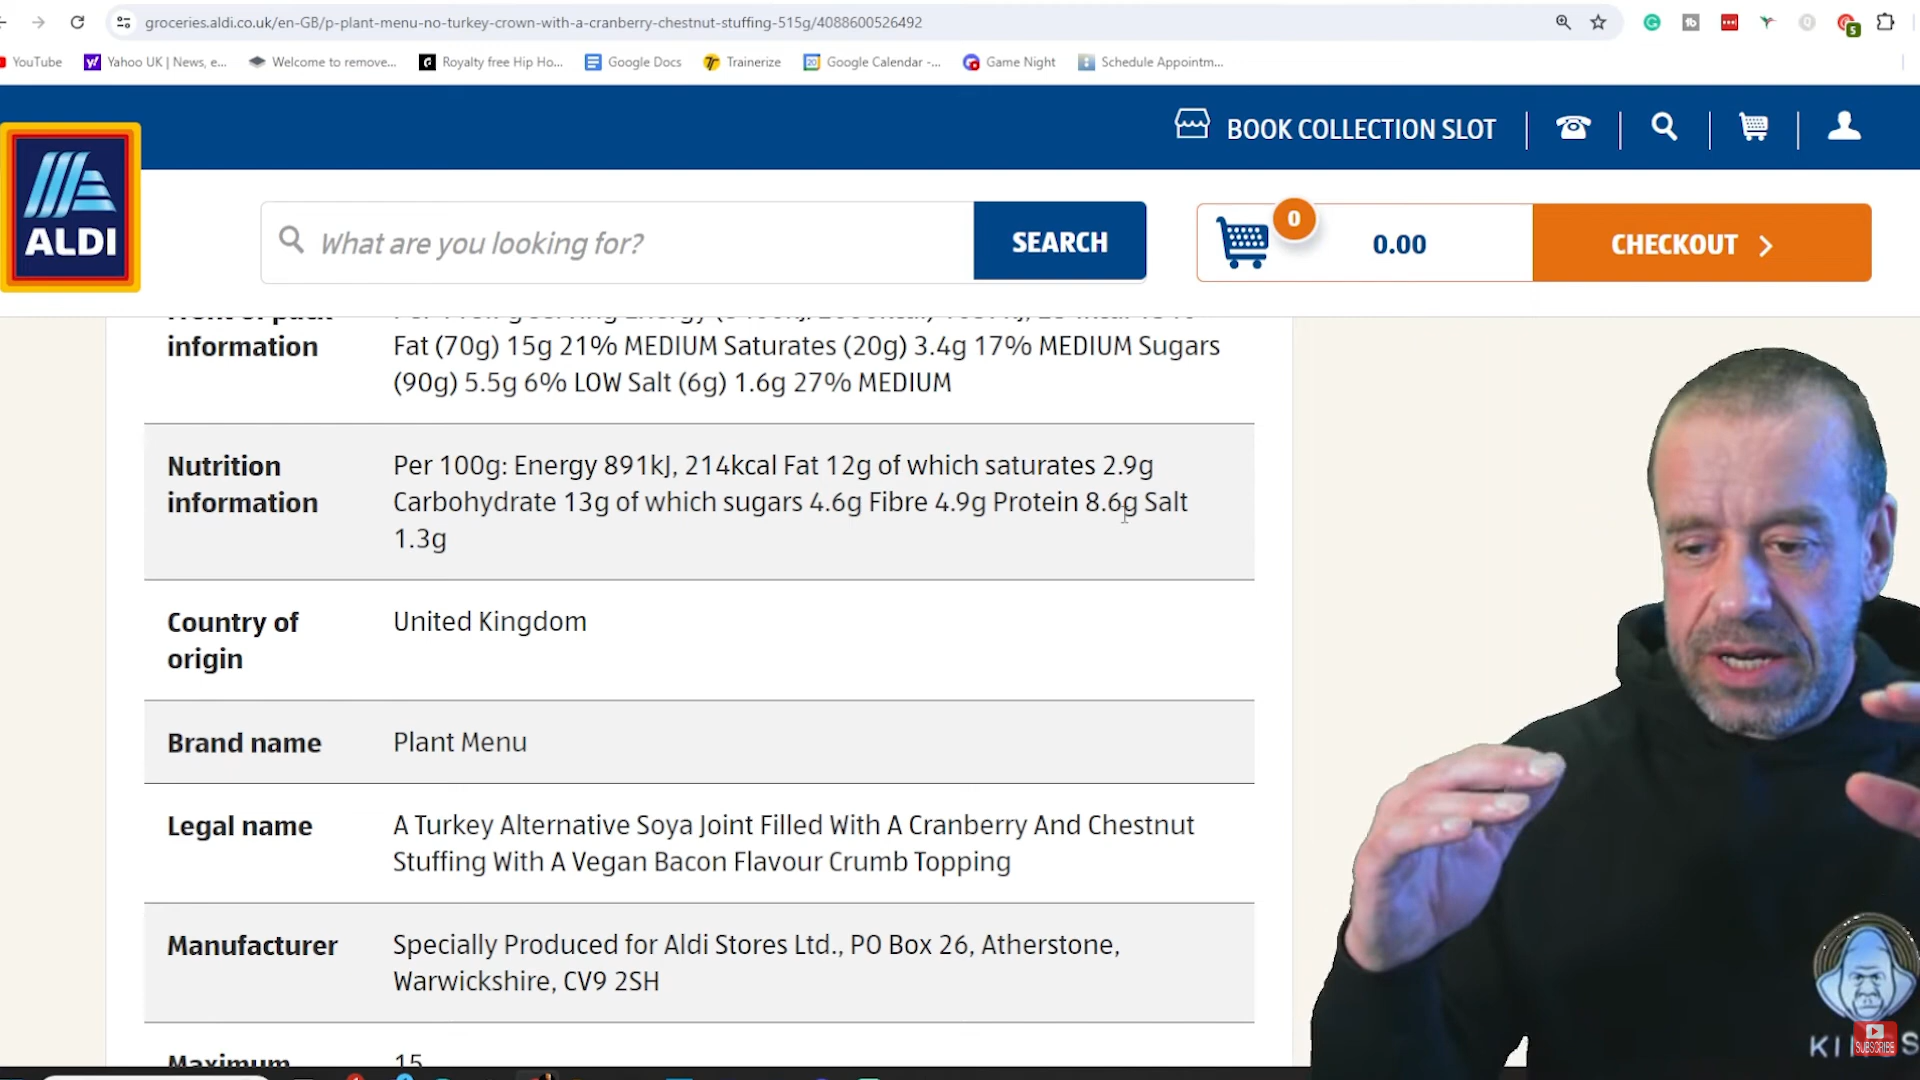 groceries.aldi.co.uk/en-GB/p-plant-menu-no-turkey-crown-with-a-cranberry-chestnut-stuffing-515g/4088600526492
YouTube
Yahoo UK | News, e...
Welcome to remove...
Royalty free Hip Ho...
Google Docs
Trainerize
Google Calendar -...
Game Night
Schedule Appointm...
BOOK COLLECTION SLOT
ALDI
What are you looking for?
SEARCH
0
0.00
CHECKOUT
information
Fat (70g) 15g 21% MEDIUM Saturates (20g) 3.4g 17% MEDIUM Sugars
(90g) 5.5g 6% LOW Salt (6g) 1.6g 27% MEDIUM
Nutrition
information
Per 100g: Energy 891kJ, 214kcal Fat 12g of which saturates 2.9g
Carbohydrate 13g of which sugars 4.6g Fibre 4.9g Protein 8.6g Salt
1.3g
Country of
origin
United Kingdom
Brand name
Plant Menu
Legal name
A Turkey Alternative Soya Joint Filled With A Cranberry And Chestnut
Stuffing With A Vegan Bacon Flavour Crumb Topping
Manufacturer
Specially Produced for Aldi Stores Ltd., PO Box 26, Atherstone,
Warwickshire, CV9 2SH
Maximum
15
SUBSCRIBE